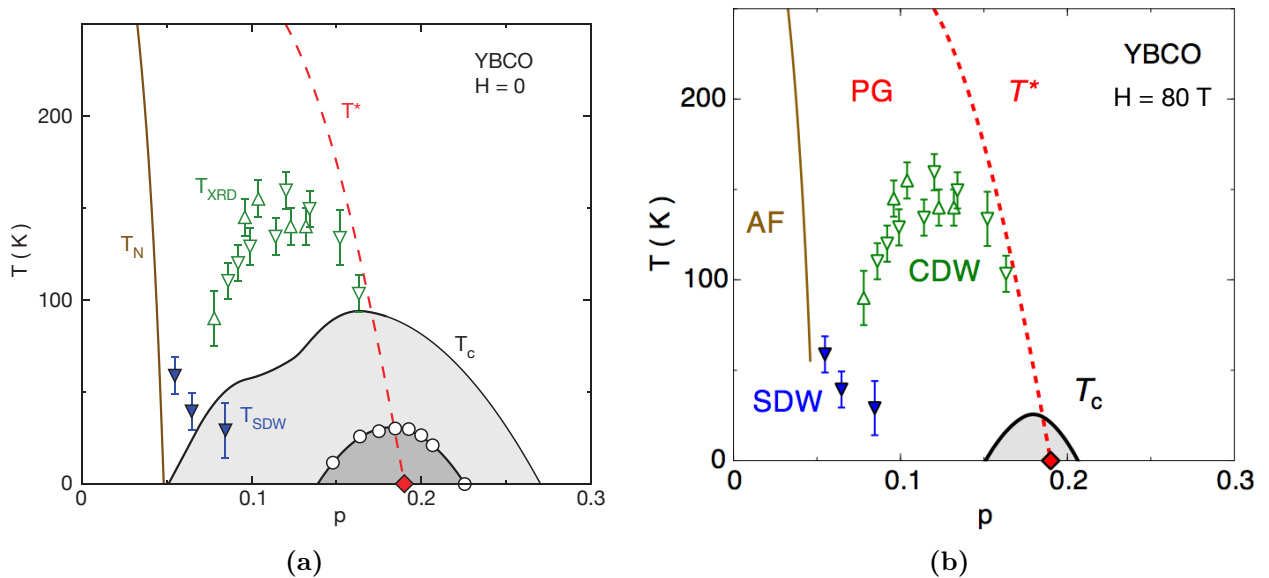 YBCO
H = 0
200
100
0
T ( K )
T*
T_XRD
T_N
T_SDW
T_c
0
0.1
0.2
0.3
p
(a)
YBCO
H = 80 T
200
100
0
T ( K )
PG
T*
AF
CDW
SDW
T_c
0
0.1
0.2
0.3
p
(b)